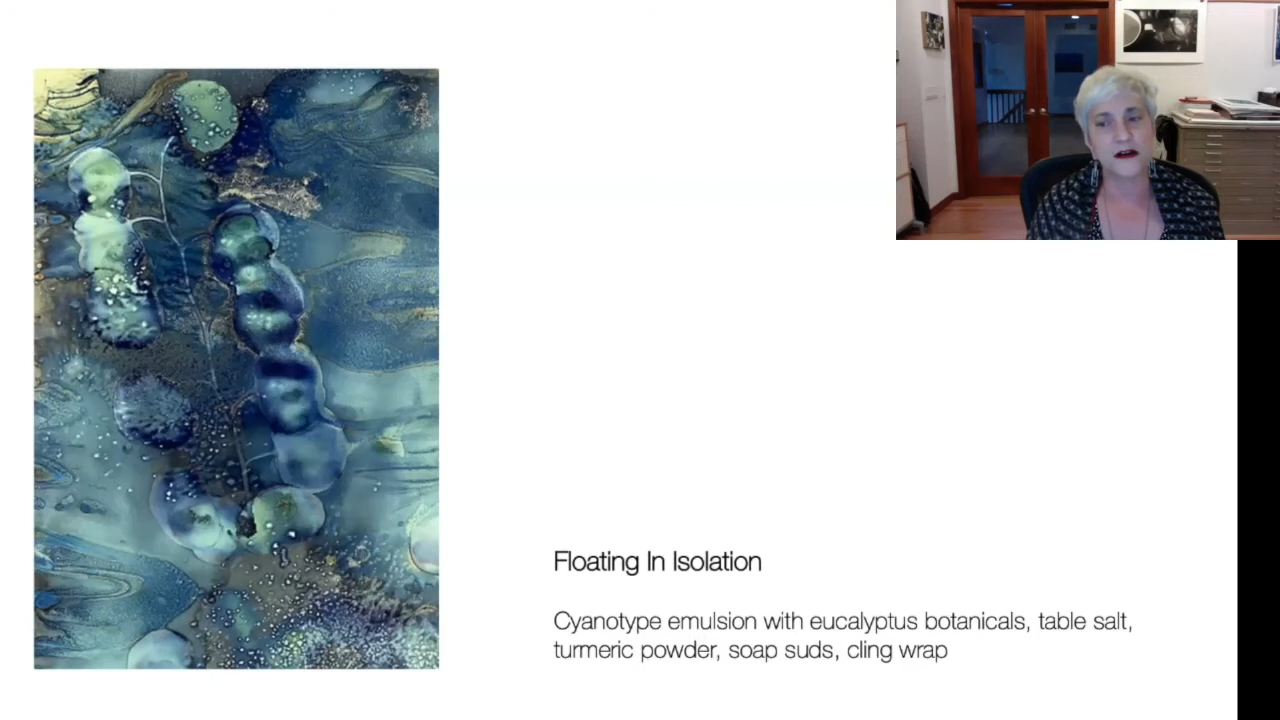 Floating In Isolation
Cyanotype emulsion with eucalyptus botanicals, table salt,
turmeric powder, soap suds, cling wrap